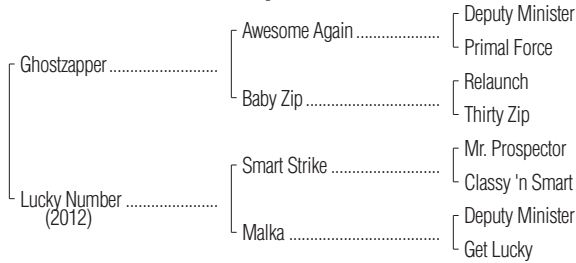 Deputy Minister
Awesome Again ....................
Primal Force
Ghostzapper ..........................
Relaunch
Baby Zip ................................
Thirty Zip
Mr. Prospector
Smart Strike ..........................
Classy 'n Smart
Lucky Number ......................
(2012)
Deputy Minister
Malka ....................................
Get Lucky